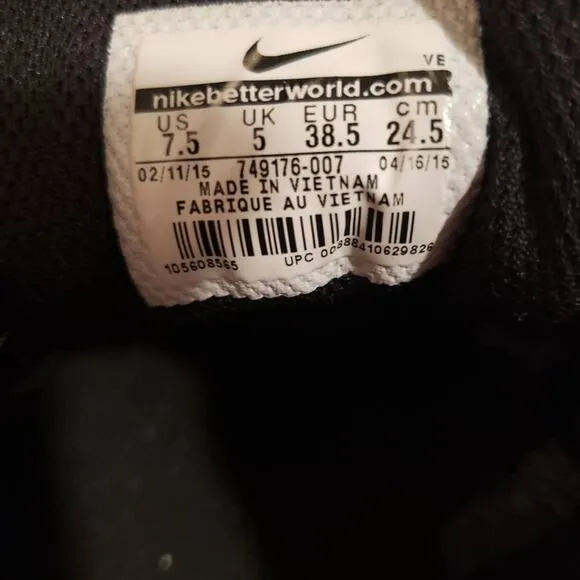 VE
nikebetterworld.com
US UK EUR cm
7.5 5 38.5 24.5
02/11/15 749176-007 04/16/15
MADE IN VIETNAM
FABRIQUE AU VIETNAM
105608565 UPC 00888410629826